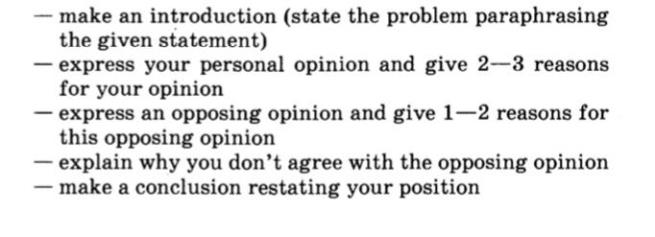 — make an introduction (state the problem paraphrasing
the given statement)
— express your personal opinion and give 2—3 reasons
for your opinion
— express an opposing opinion and give 1—2 reasons for
this opposing opinion
— explain why you don't agree with the opposing opinion
— make a conclusion restating your position